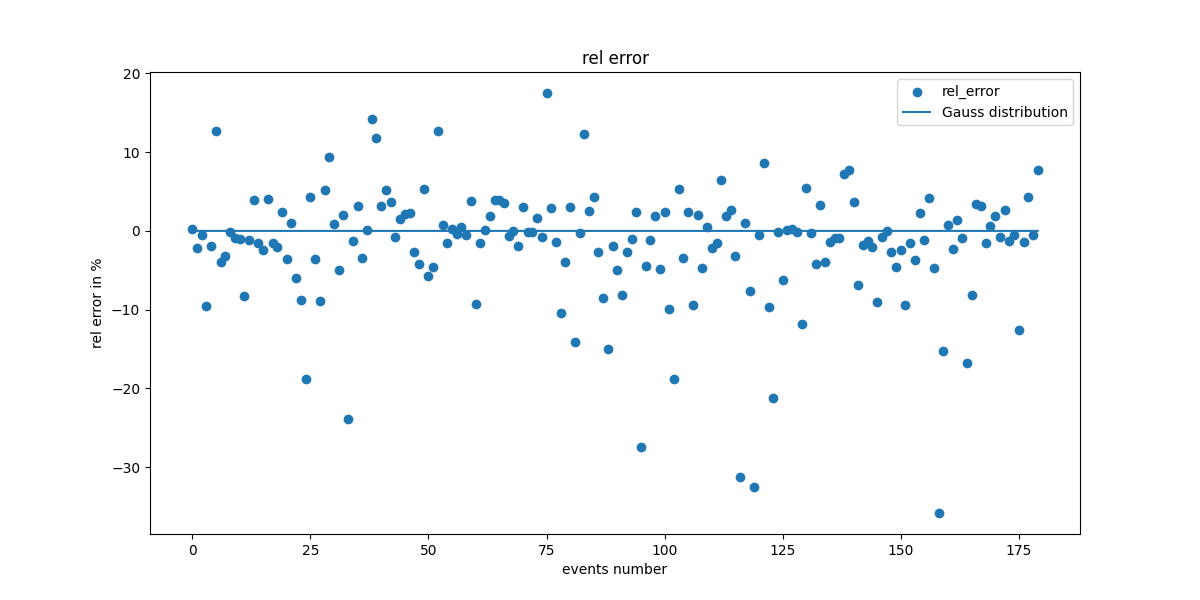 rel error
rel_error
Gauss distribution
20
10
0
−10
−20
−30
rel error in %
0 25 50 75 100 125 150 175
events number